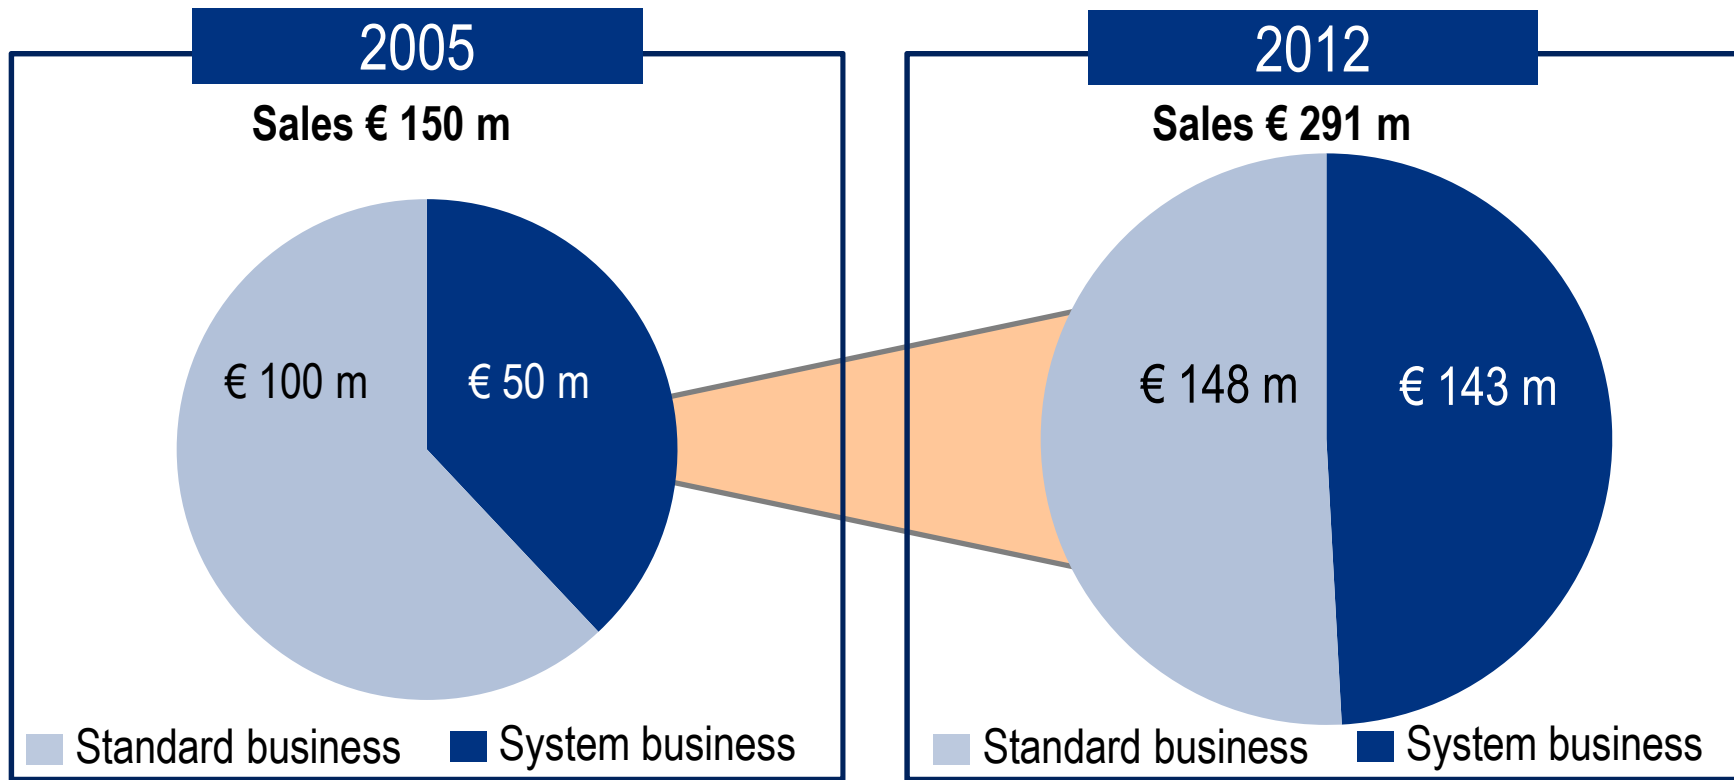 2005
Sales € 150 m
€ 100 m
€ 50 m
Standard business
System business
2012
Sales € 291 m
€ 148 m
€ 143 m
Standard business
System business